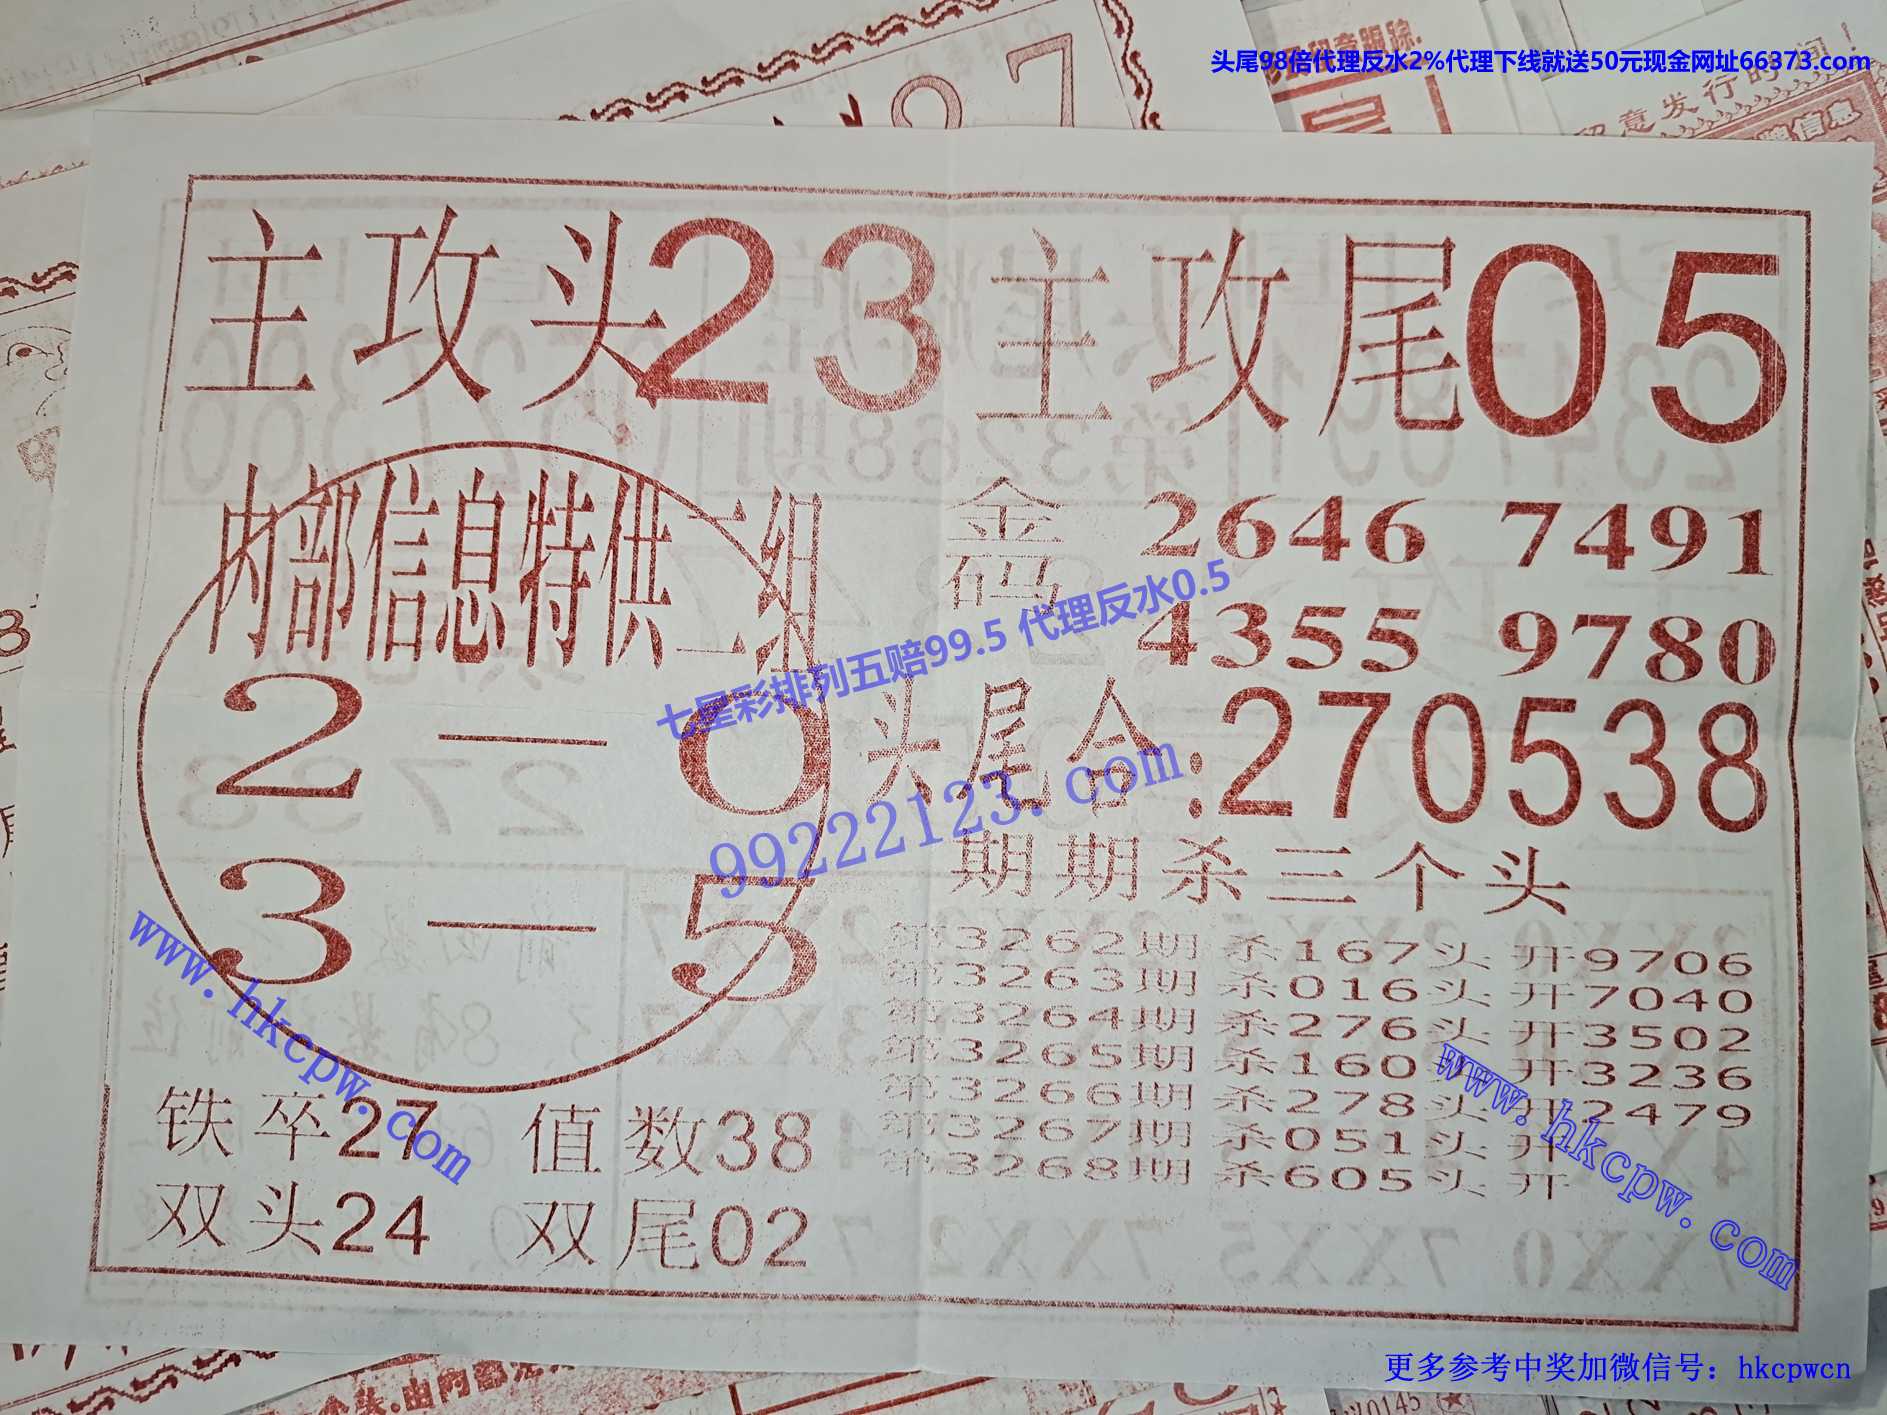 头尾98倍代理反水2%代理下线就送50元现金网址66373.com
主攻头23 主攻尾05
内部信息特供二组
2—0
3—5
金码 2646 7491
4355 9780
七星彩排列五赔99.5 代理反水0.5
99222123.com
头尾合:270538
期期杀三个头
第3262期 杀167头 开9706
第3263期 杀016头 开7040
第3264期 杀276头 开3502
第3265期 杀160头 开3236
第3266期 杀278头 开2479
第3267期 杀051头 开
第3268期 杀605头 开
www.hkcpw.com
www.hkcpw.com
铁卒27 值数38
双头24 双尾02
更多参考中奖加微信号：hkcpwcn